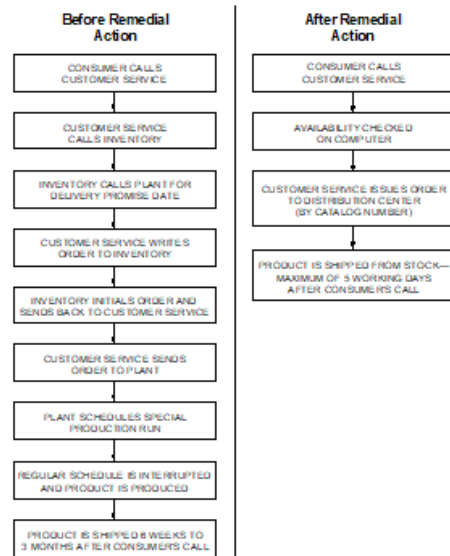 Before Remedial
Action
CONSUMER CALLS
CUSTOMER SERVICE
CUSTOMER SERVICE
CALLS INVENTORY
INVENTORY CALLS PLANT FOR
DELIVERY PROMISE DATE
CUSTOMER SERVICE WRITES
ORDER TO INVENTORY
INVENTORY INITIALS ORDER AND
SENDS BACK TO CUSTOMER SERVICE
CUSTOMER SERVICE SENDS
ORDER TO PLANT
PLANT SCHEDULES SPECIAL
PRODUCTION RUN
REGULAR SCHEDULE IS INTERRUPTED
AND PRODUCT IS PRODUCED
PRODUCT IS SHIPPED 6 WEEKS TO
3 MONTHS AFTER CONSUMER'S CALL
After Remedial
Action
CONSUMER CALLS
CUSTOMER SERVICE
AVAILABILITY CHECKED
ON COMPUTER
CUSTOMER SERVICE ISSUES ORDER
TO DISTRIBUTION CENTER
(BY CATALOG NUMBER)
PRODUCT IS SHIPPED FROM STOCK—
MAXIMUM OF 5 WORKING DAYS
AFTER CONSUMER'S CALL